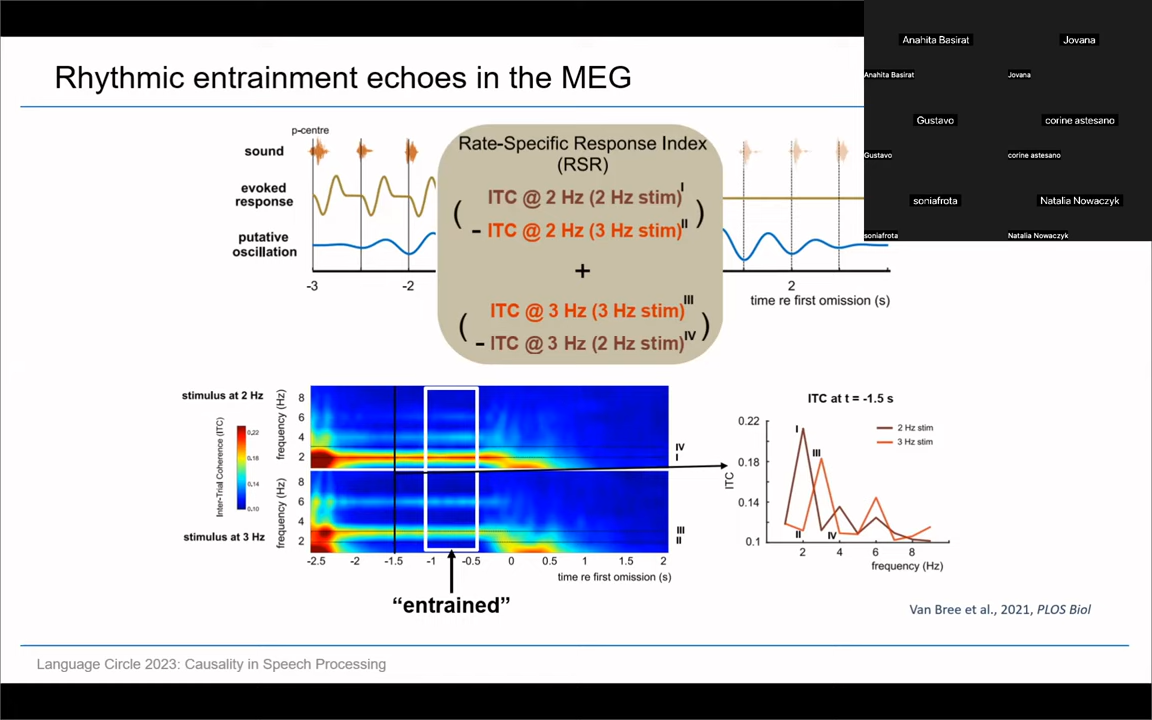 Rhythmic entrainment echoes in the MEG
Anahita Basirat
Jovana
Anahita Basirat
Jovana
Gustavo
corine astesano
Gustavo
corine astesano
soniafrota
Natalia Nowaczyk
soniafrota
Natalia Nowaczyk
p-centre
sound
evoked
response
putative
oscillation
-3
-2
2
time re first omission (s)
Rate-Specific Response Index
(RSR)
( ITC @ 2 Hz (2 Hz stim) I
- ITC @ 2 Hz (3 Hz stim) II )
+
( ITC @ 3 Hz (3 Hz stim) III
- ITC @ 3 Hz (2 Hz stim) IV )
stimulus at 2 Hz
stimulus at 3 Hz
Inter-Trial Coherence (ITC)
0.22
0.18
0.14
0.10
frequency (Hz)
8
6
4
2
IV
I
frequency (Hz)
8
6
4
2
III
II
-2.5
-2
-1.5
-1
-0.5
0
0.5
1
1.5
2
time re first omission (s)
“entrained”
ITC at t = -1.5 s
ITC
0.22
0.18
0.14
0.1
I
III
II
IV
2 Hz stim
3 Hz stim
2
4
6
8
frequency (Hz)
Van Bree et al., 2021, PLOS Biol
Language Circle 2023: Causality in Speech Processing